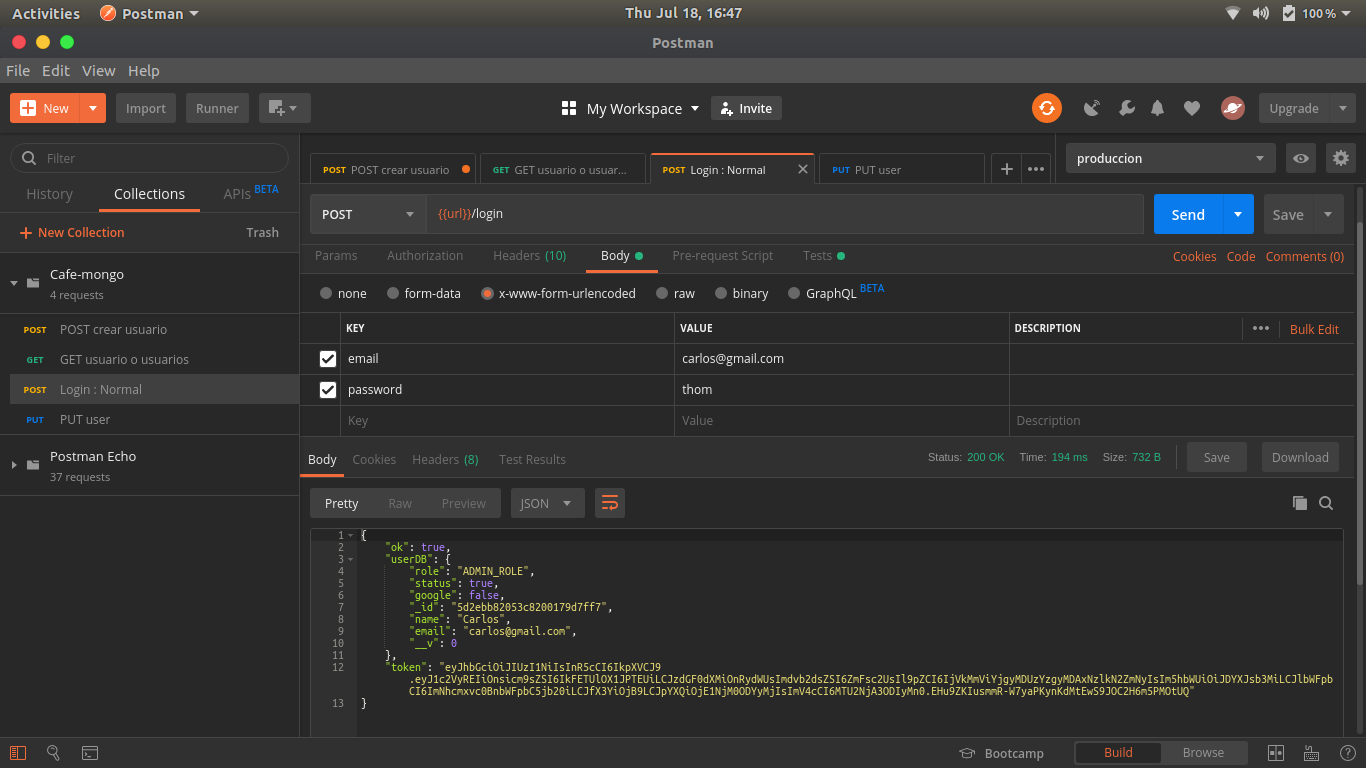 Activities Postman Thu Jul 18, 16:47 100 %
Postman
File Edit View Help
New Import Runner My Workspace Invite Upgrade
Filter
History Collections APIs BETA
New Collection Trash
Cafe-mongo
4 requests
POST POST crear usuario
GET GET usuario o usuarios
POST Login : Normal
PUT PUT user
Postman Echo
37 requests
POST POST crear usuario GET GET usuario o usuar... POST Login : Normal PUT PUT user
produccion
POST {{url}}/login Send Save
Params Authorization Headers (10) Body Pre-request Script Tests Cookies Code Comments (0)
none form-data x-www-form-urlencoded raw binary GraphQL BETA
KEY VALUE DESCRIPTION Bulk Edit
email carlos@gmail.com
password thom
Key Value Description
Body Cookies Headers (8) Test Results Status: 200 OK Time: 194 ms Size: 732 B Save Download
Pretty Raw Preview JSON
1 {
2 "ok": true,
3 "userDB": {
4 "role": "ADMIN_ROLE",
5 "status": true,
6 "google": false,
7 "_id": "5d2ebb82053c8200179d7ff7",
8 "name": "Carlos",
9 "email": "carlos@gmail.com",
10 "__v": 0
11 },
12 "token": "eyJhbGciOiJIUzI1NiIsInR5cCI6IkpXVCJ9
13 }
Bootcamp Build Browse